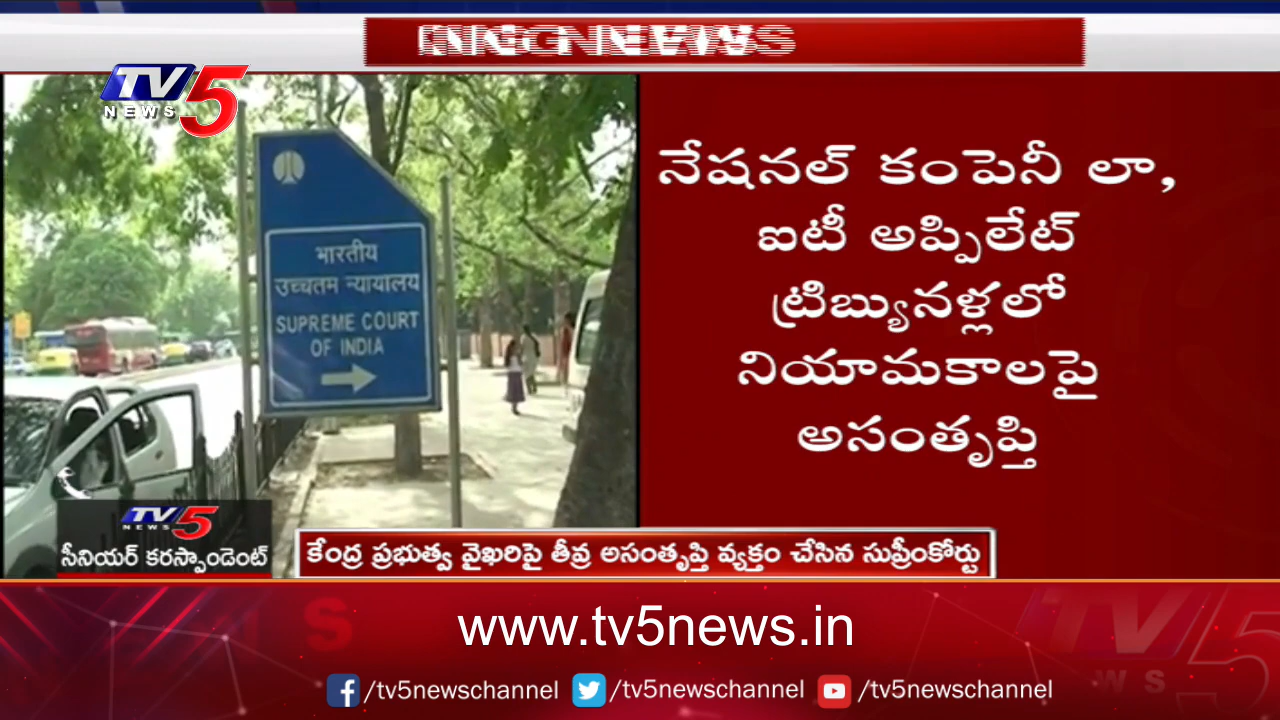 TV5
NEWS
नेషనల్ కంపెనీ లా,
ఐటీ అప్పిలేట్
ట్రిబ్యునళ్లలో
నియామకాలపై
అసంతృప్తి
भारतीय
उच्चतम न्यायालय
SUPREME COURT
OF INDIA
TV5
NEWS
సీనియర్ కరస్పాండెంట్
కేంద్ర ప్రభుత్వ వైఖరిపై తీవ్ర అసంతృప్తి వ్యక్తం చేసిన సుప్రీంకోర్టు
www.tv5news.in
/tv5newschannel /tv5newschannel /tv5newschannel